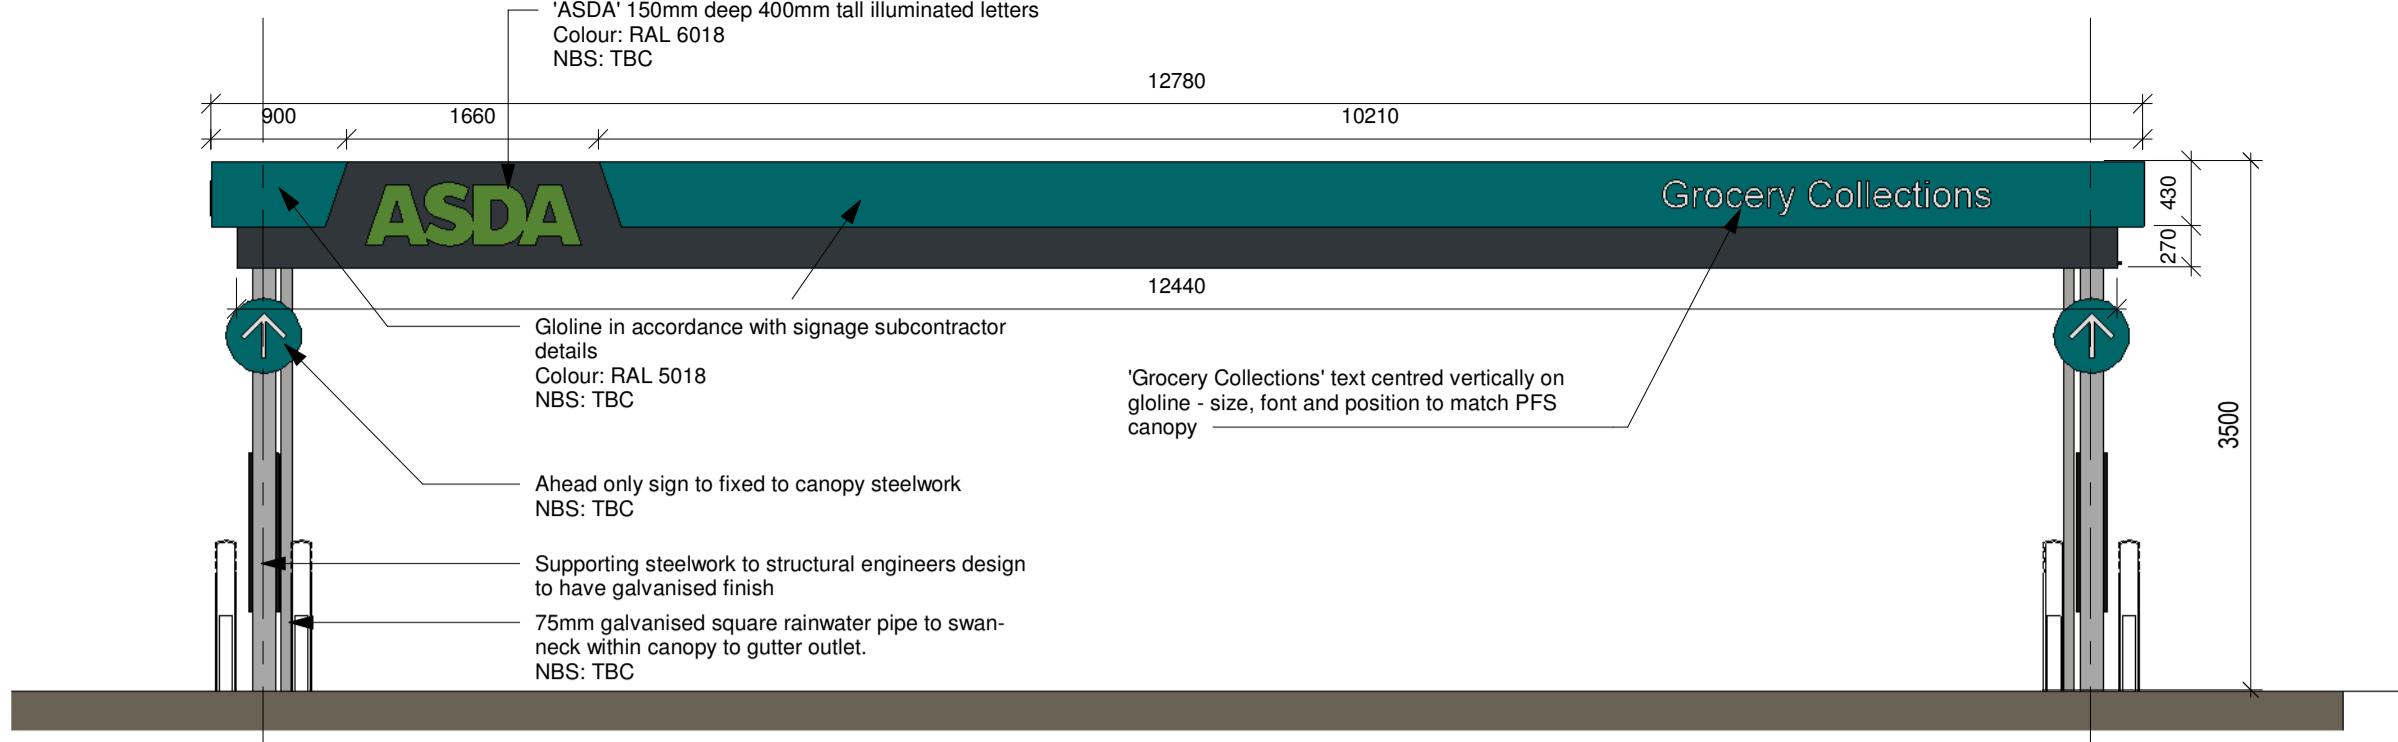 'ASDA' 150mm deep 400mm tall illuminated letters
Colour: RAL 6018
NBS: TBC
12780
900
1660
10210
ASDA
Grocery Collections
430
270
12440
Gloline in accordance with signage subcontractor
details
Colour: RAL 5018
NBS: TBC
'Grocery Collections' text centred vertically on
gloline - size, font and position to match PFS
canopy
3500
Ahead only sign to fixed to canopy steelwork
NBS: TBC
Supporting steelwork to structural engineers design
to have galvanised finish
75mm galvanised square rainwater pipe to swan-
neck within canopy to gutter outlet.
NBS: TBC